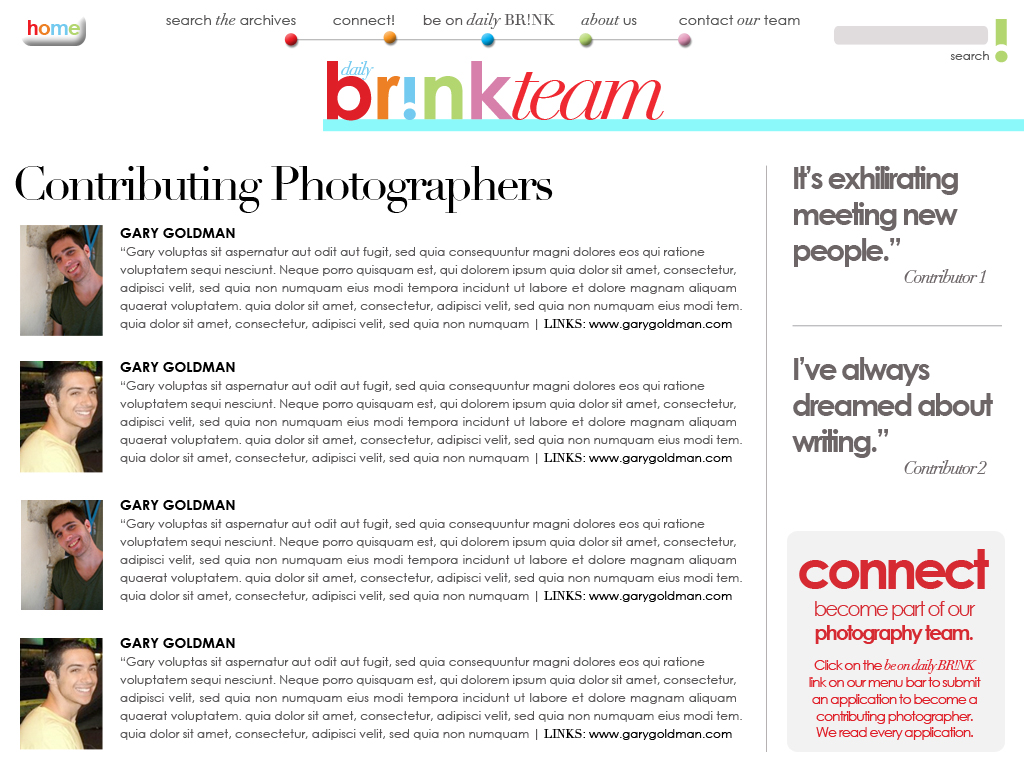 home
search the archives
connect!
be on daily BR!NK
about us
contact our team
search
daily
br!nkteam
Contributing Photographers
GARY GOLDMAN
“Gary voluptas sit aspernatur aut odit aut fugit, sed quia consequuntur magni dolores eos qui ratione
voluptatem sequi nesciunt. Neque porro quisquam est, qui dolorem ipsum quia dolor sit amet, consectetur,
adipisci velit, sed quia non numquam eius modi tempora incidunt ut labore et dolore magnam aliquam
quaerat voluptatem. quia dolor sit amet, consectetur, adipisci velit, sed quia non numquam eius modi tem.
quia dolor sit amet, consectetur, adipisci velit, sed quia non numquam | LINKS: www.garygoldman.com
GARY GOLDMAN
“Gary voluptas sit aspernatur aut odit aut fugit, sed quia consequuntur magni dolores eos qui ratione
voluptatem sequi nesciunt. Neque porro quisquam est, qui dolorem ipsum quia dolor sit amet, consectetur,
adipisci velit, sed quia non numquam eius modi tempora incidunt ut labore et dolore magnam aliquam
quaerat voluptatem. quia dolor sit amet, consectetur, adipisci velit, sed quia non numquam eius modi tem.
quia dolor sit amet, consectetur, adipisci velit, sed quia non numquam | LINKS: www.garygoldman.com
GARY GOLDMAN
“Gary voluptas sit aspernatur aut odit aut fugit, sed quia consequuntur magni dolores eos qui ratione
voluptatem sequi nesciunt. Neque porro quisquam est, qui dolorem ipsum quia dolor sit amet, consectetur,
adipisci velit, sed quia non numquam eius modi tempora incidunt ut labore et dolore magnam aliquam
quaerat voluptatem. quia dolor sit amet, consectetur, adipisci velit, sed quia non numquam eius modi tem.
quia dolor sit amet, consectetur, adipisci velit, sed quia non numquam | LINKS: www.garygoldman.com
GARY GOLDMAN
“Gary voluptas sit aspernatur aut odit aut fugit, sed quia consequuntur magni dolores eos qui ratione
voluptatem sequi nesciunt. Neque porro quisquam est, qui dolorem ipsum quia dolor sit amet, consectetur,
adipisci velit, sed quia non numquam eius modi tempora incidunt ut labore et dolore magnam aliquam
quaerat voluptatem. quia dolor sit amet, consectetur, adipisci velit, sed quia non numquam eius modi tem.
quia dolor sit amet, consectetur, adipisci velit, sed quia non numquam | LINKS: www.garygoldman.com
It’s exhilirating
meeting new
people.”
Contributor 1
I’ve always
dreamed about
writing.”
Contributor 2
connect
become part of our
photography team.
Click on the be on daily BR!NK
link on our menu bar to submit
an application to become a
contributing photographer.
We read every application.